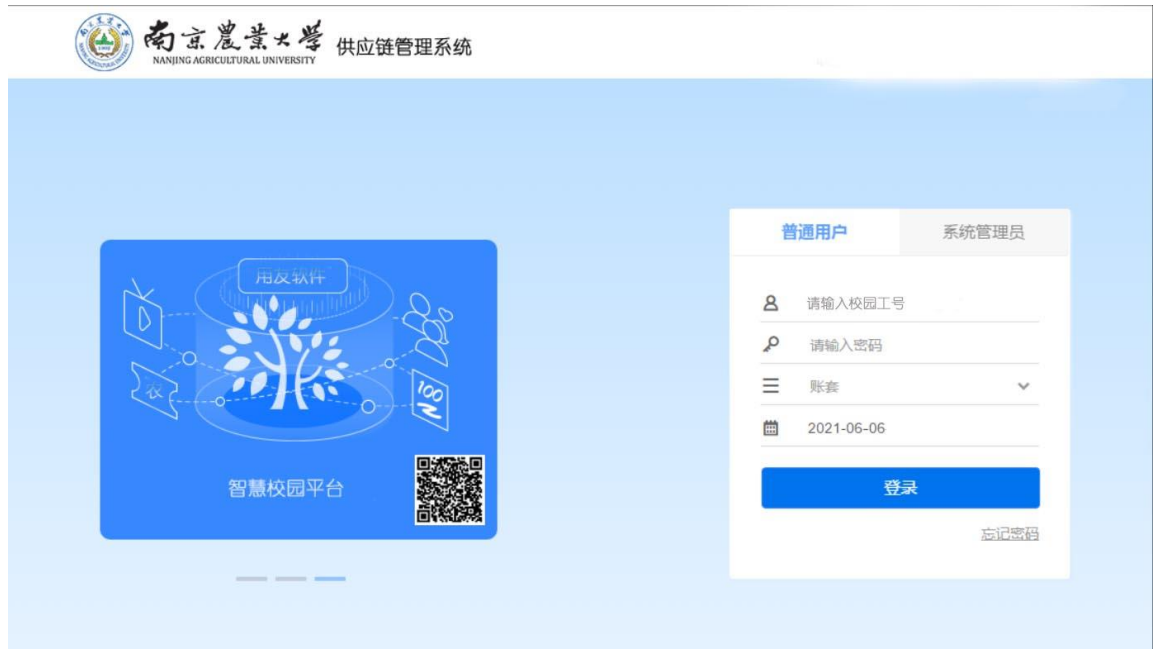 南京農業大學
NANJING AGRICULTURAL UNIVERSITY
供应链管理系统
用友软件
农
100
智慧校园平台
普通用户
系统管理员
请输入校园工号
请输入密码
账套
2021-06-06
登录
忘记密码